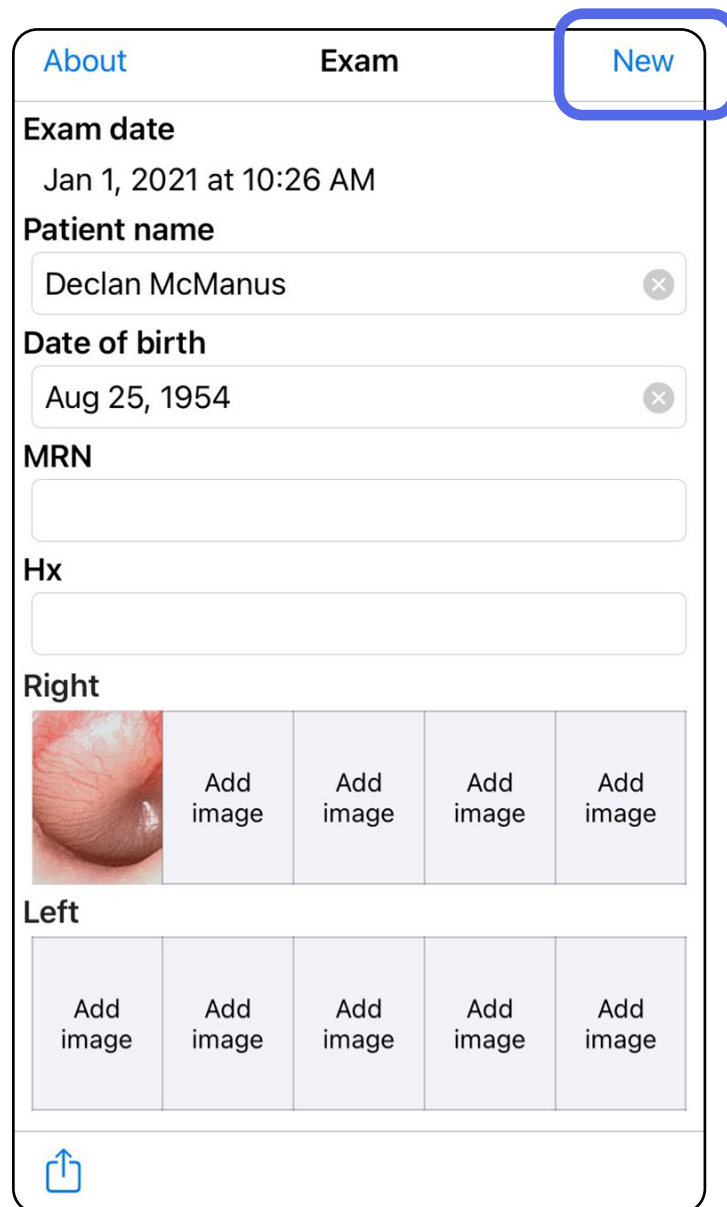 About Exam New
Exam date
Jan 1, 2021 at 10:26 AM
Patient name
Declan McManus
Date of birth
Aug 25, 1954
MRN
Hx
Right
Add image Add image Add image Add image
Left
Add image Add image Add image Add image Add image